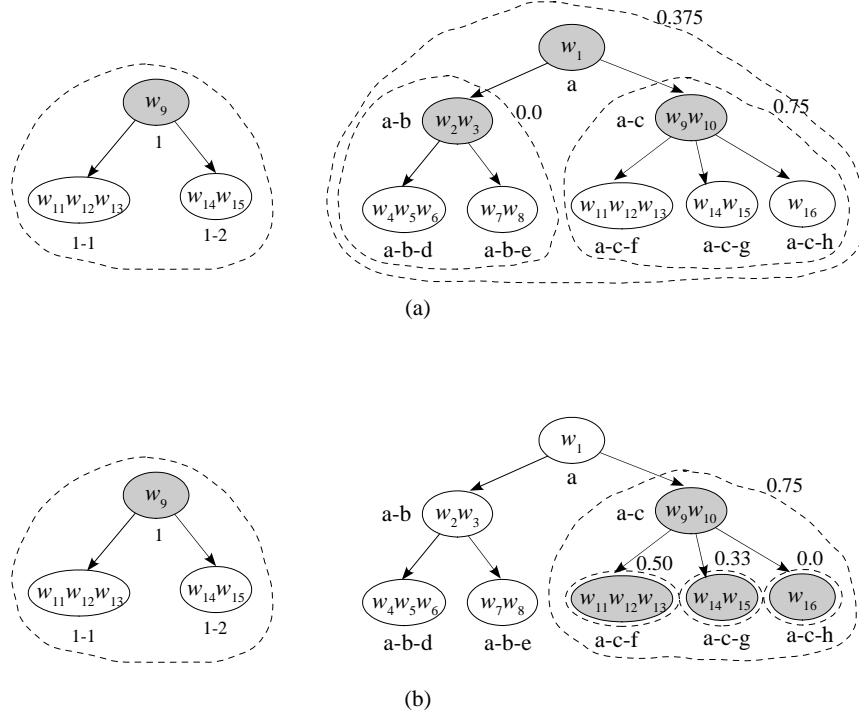 0.375
w1
a
w9
1
a-b
w2w3
0.0
a-c
w9w10
0.75
w11w12w13
w14w15
w4w5w6
w7w8
w11w12w13
w14w15
w16
1-1
1-2
a-b-d
a-b-e
a-c-f
a-c-g
a-c-h
(a)
w1
a
w9
1
a-b
w2w3
a-c
w9w10
0.75
0.50
0.33
0.0
w11w12w13
w14w15
w4w5w6
w7w8
w11w12w13
w14w15
w16
1-1
1-2
a-b-d
a-b-e
a-c-f
a-c-g
a-c-h
(b)